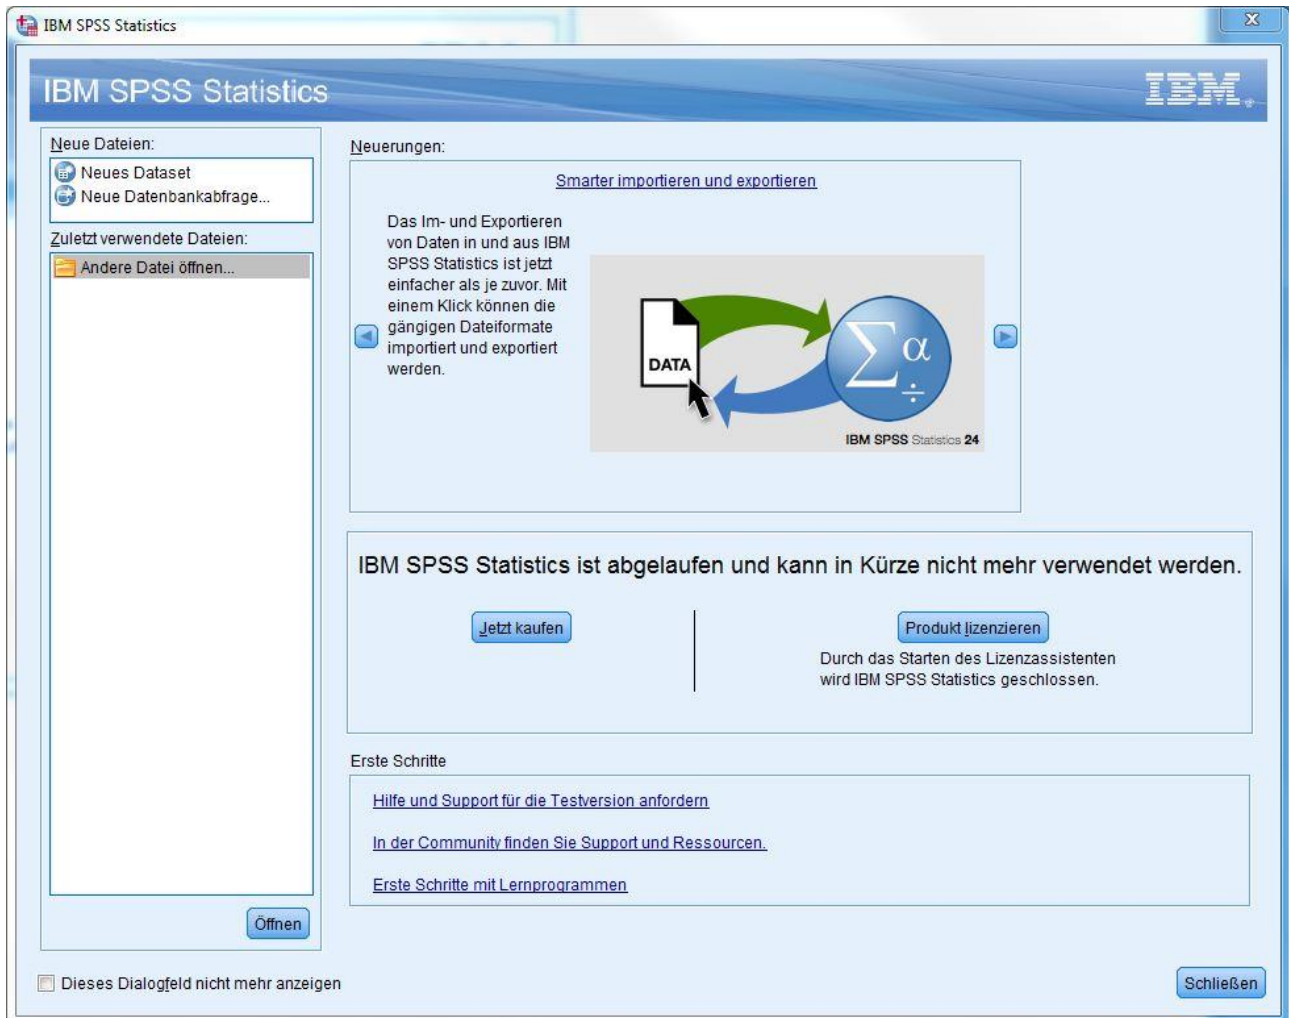 IBM SPSS Statistics
IBM SPSS Statistics
IBM
Neue Dateien:
Neues Dataset
Neue Datenbankabfrage...
Zuletzt verwendete Dateien:
Andere Datei öffnen...
Öffnen
Neuerungen:
Smarter importieren und exportieren
Das Im- und Exportieren
von Daten in und aus IBM
SPSS Statistics ist jetzt
einfacher als je zuvor. Mit
einem Klick können die
gängigen Dateiformate
importiert und exportiert
werden.
DATA
Σ α ÷
IBM SPSS Statistics 24
IBM SPSS Statistics ist abgelaufen und kann in Kürze nicht mehr verwendet werden.
Jetzt kaufen
Produkt lizenzieren
Durch das Starten des Lizenzassistenten
wird IBM SPSS Statistics geschlossen.
Erste Schritte
Hilfe und Support für die Testversion anfordern
In der Community finden Sie Support und Ressourcen.
Erste Schritte mit Lernprogrammen
Dieses Dialogfeld nicht mehr anzeigen
Schließen